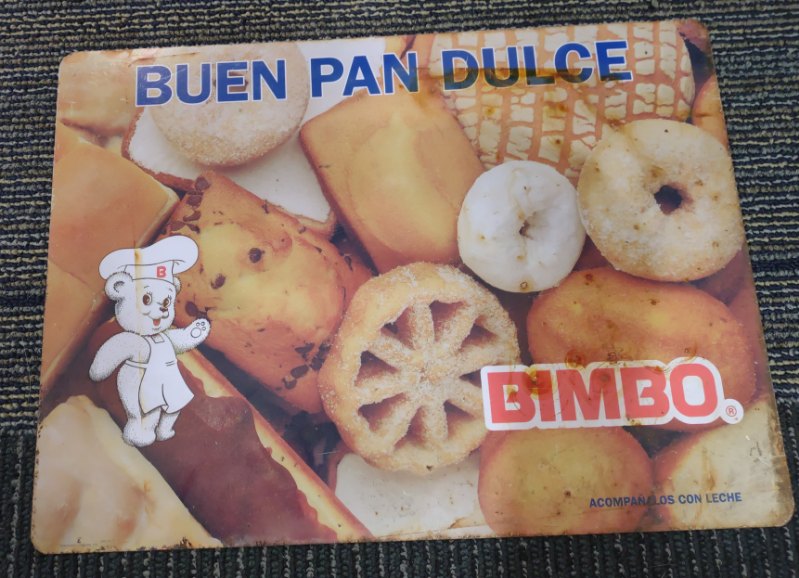 BUEN PAN DULCE
B
BIMBO®
ACOMPAÑALOS CON LECHE